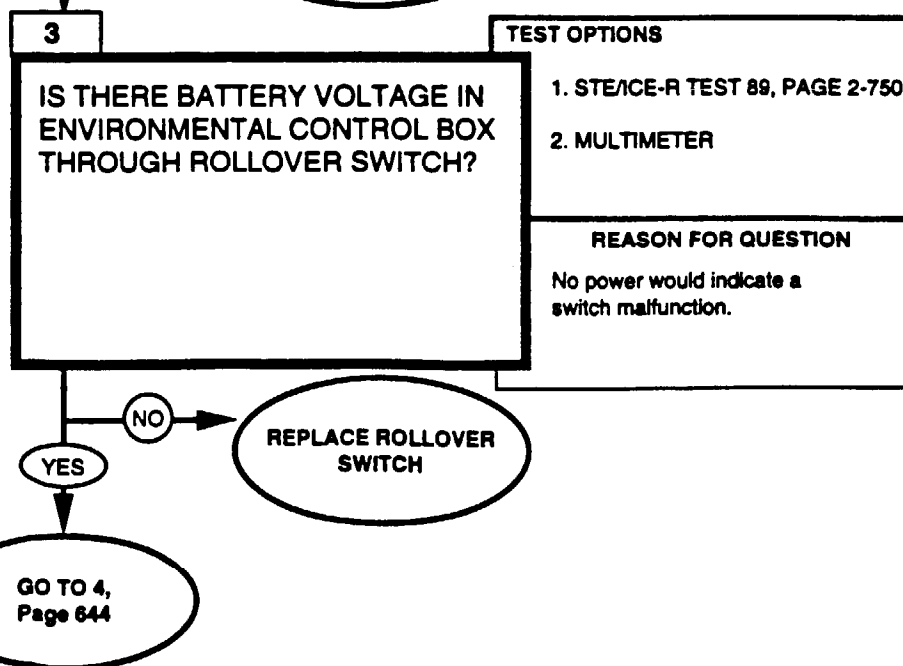 3
IS THERE BATTERY VOLTAGE IN
ENVIRONMENTAL CONTROL BOX
THROUGH ROLLOVER SWITCH?
TEST OPTIONS
1. STE/ICE-R TEST 89, PAGE 2-750
2. MULTIMETER
REASON FOR QUESTION
No power would indicate a
switch malfunction.
NO
REPLACE ROLLOVER
SWITCH
YES
GO TO 4,
Page 644